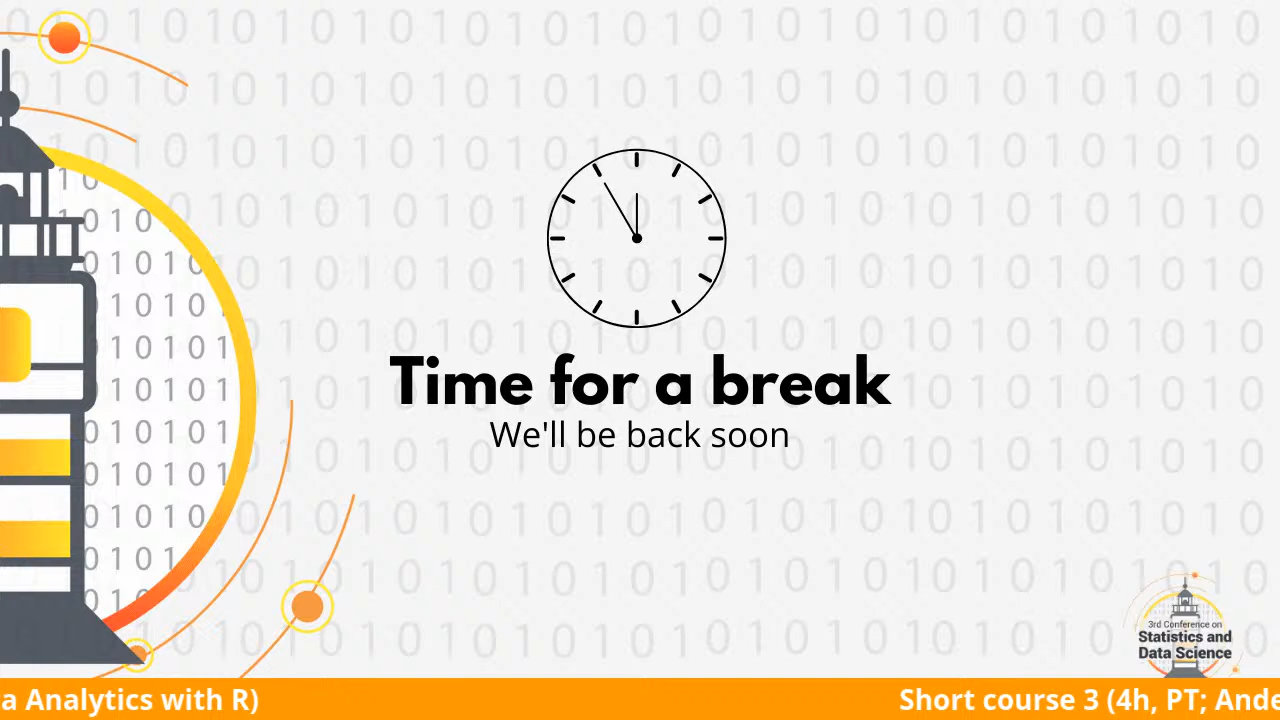 Time for a break
We'll be back soon
3rd Conference on
Statistics and
Data Science
a Analytics with R)
Short course 3 (4h, PT; Ande